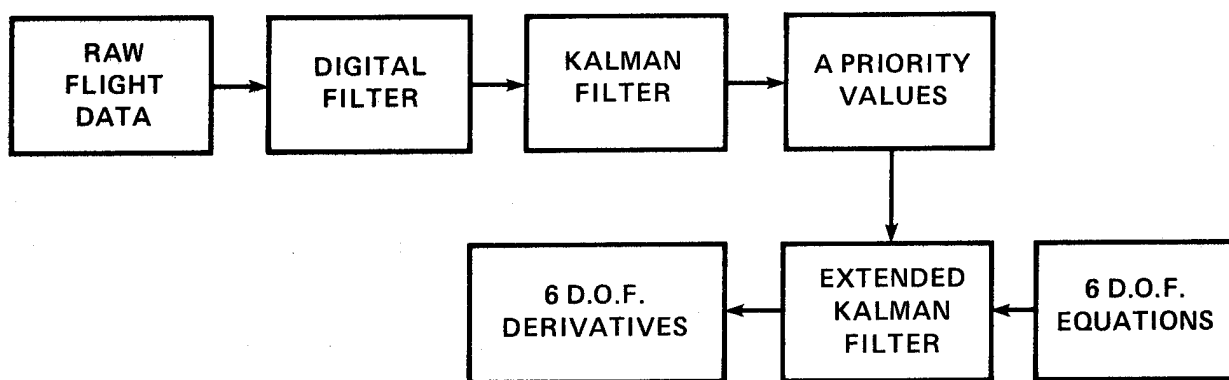 RAW
FLIGHT
DATA
DIGITAL
FILTER
KALMAN
FILTER
A PRIORITY
VALUES
6 D.O.F.
DERIVATIVES
EXTENDED
KALMAN
FILTER
6 D.O.F.
EQUATIONS